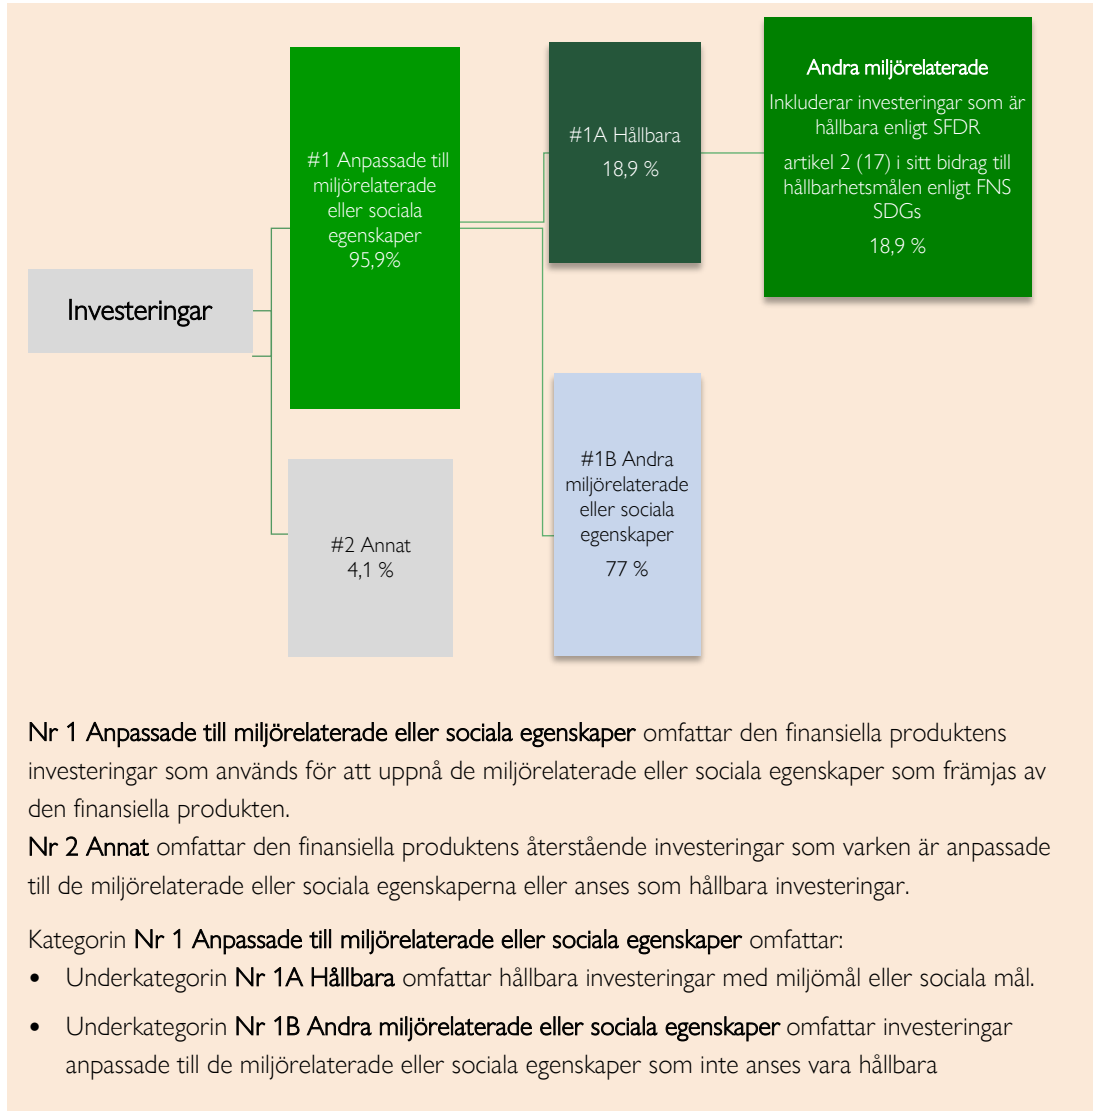 Investeringar
#1 Anpassade till
miljörelaterade
eller sociala
egenskaper
95,9%
#2 Annat
4,1 %
#1A Hållbara
18,9 %
#1B Andra
miljörelaterade
eller sociala
egenskaper
77 %
Andra miljörelaterade
Inkluderar investeringar som är
hållbara enligt SFDR
artikel 2 (17) i sitt bidrag till
hållbarhetsmålen enligt FNS
SDGs
18,9 %
Nr 1 Anpassade till miljörelaterade eller sociala egenskaper omfattar den finansiella produktens
investeringar som används för att uppnå de miljörelaterade eller sociala egenskaper som främjas av
den finansiella produkten.
Nr 2 Annat omfattar den finansiella produktens återstående investeringar som varken är anpassade
till de miljörelaterade eller sociala egenskaperna eller anses som hållbara investeringar.
Kategorin Nr 1 Anpassade till miljörelaterade eller sociala egenskaper omfattar:
• Underkategorin Nr 1A Hållbara omfattar hållbara investeringar med miljömål eller sociala mål.
• Underkategorin Nr 1B Andra miljörelaterade eller sociala egenskaper omfattar investeringar
anpassade till de miljörelaterade eller sociala egenskaper som inte anses vara hållbara